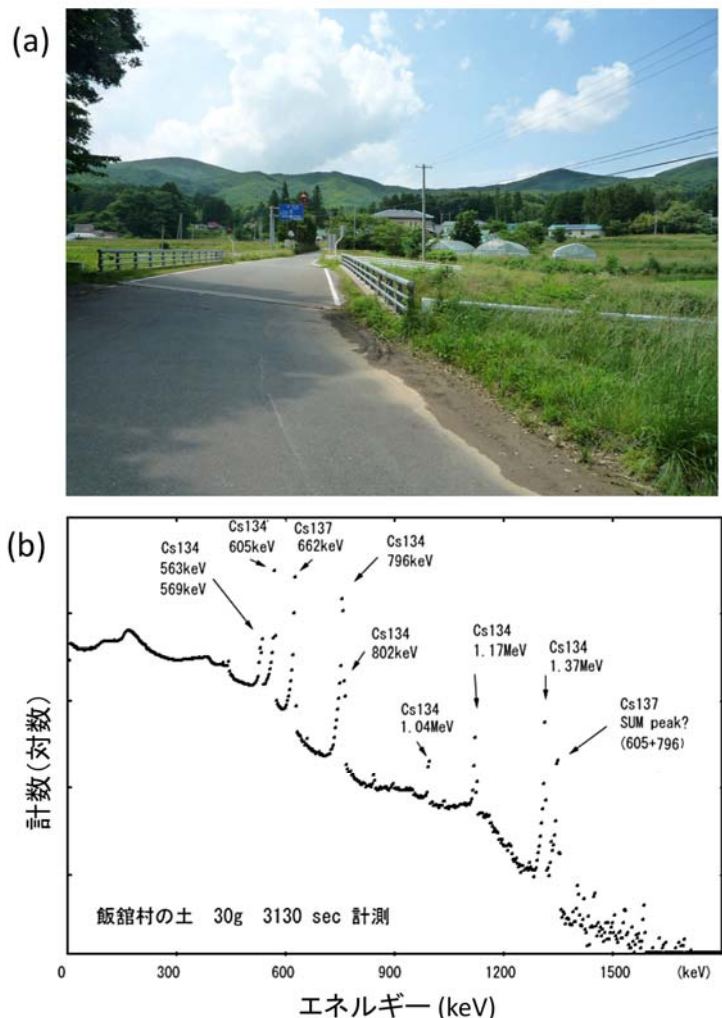 (a)
(b)
Cs134
563keV
569keV
Cs134
605keV
Cs137
662keV
Cs134
796keV
Cs134
802keV
Cs134
1.04MeV
Cs134
1.17MeV
Cs134
1.37MeV
Cs137
SUM peak?
(605+796)
計数(対数)
飯舘村の土 30g 3130 sec 計測
0 300 600 900 1200 1500 (keV)
エネルギー (keV)